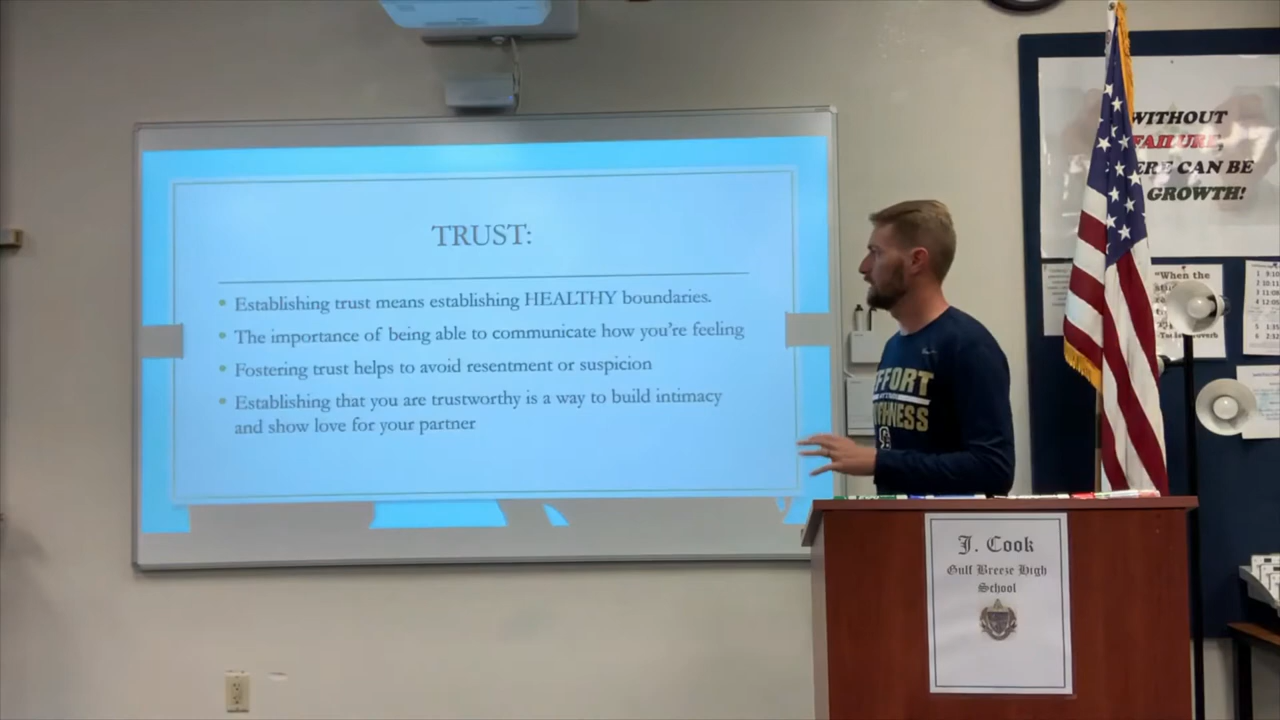 TRUST:
Establishing trust means establishing HEALTHY boundaries.
The importance of being able to communicate how you're feeling
Fostering trust helps to avoid resentment or suspicion
Establishing that you are trustworthy is a way to build intimacy
and show love for your partner
WITHOUT
FAILURE,
CAN BE
GROWTH!
"When the
J. Cook
Gulf Breeze High
School